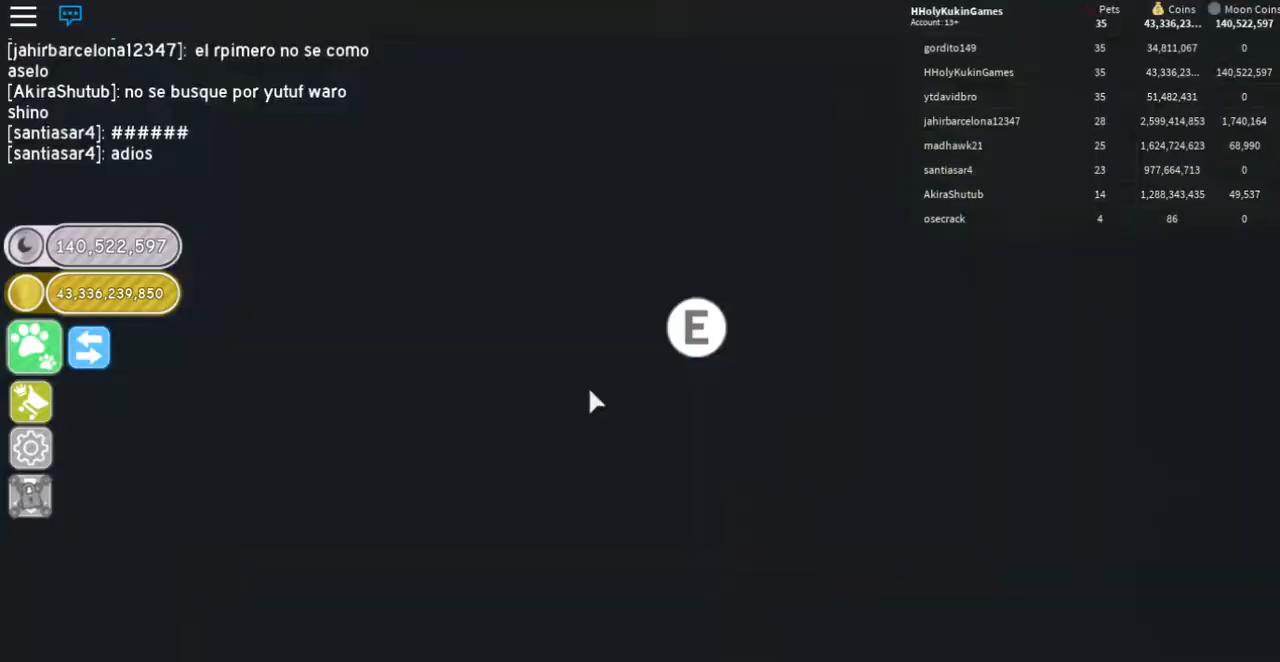 HHolyKukinGames Pets Coins Moon Coins
Account: 13+ 35 43,336,23... 140,522,597
gordito149 35 34,811,067 0
HHolyKukinGames 35 43,336,23... 140,522,597
ytdavidbro 35 51,482,431 0
jahirbarcelona12347 28 2,599,414,853 1,740,164
madhawk21 25 1,624,724,623 68,990
santiasar4 23 977,664,713 0
AkiraShutub 14 1,288,343,435 49,537
osecrack 4 86 0
[jahirbarcelona12347]: el rpimero no se como
aselo
[AkiraShutub]: no se busque por yutuf waro
shino
[santiasar4]: ######
[santiasar4]: adios
140,522,597
43,336,239,850
E